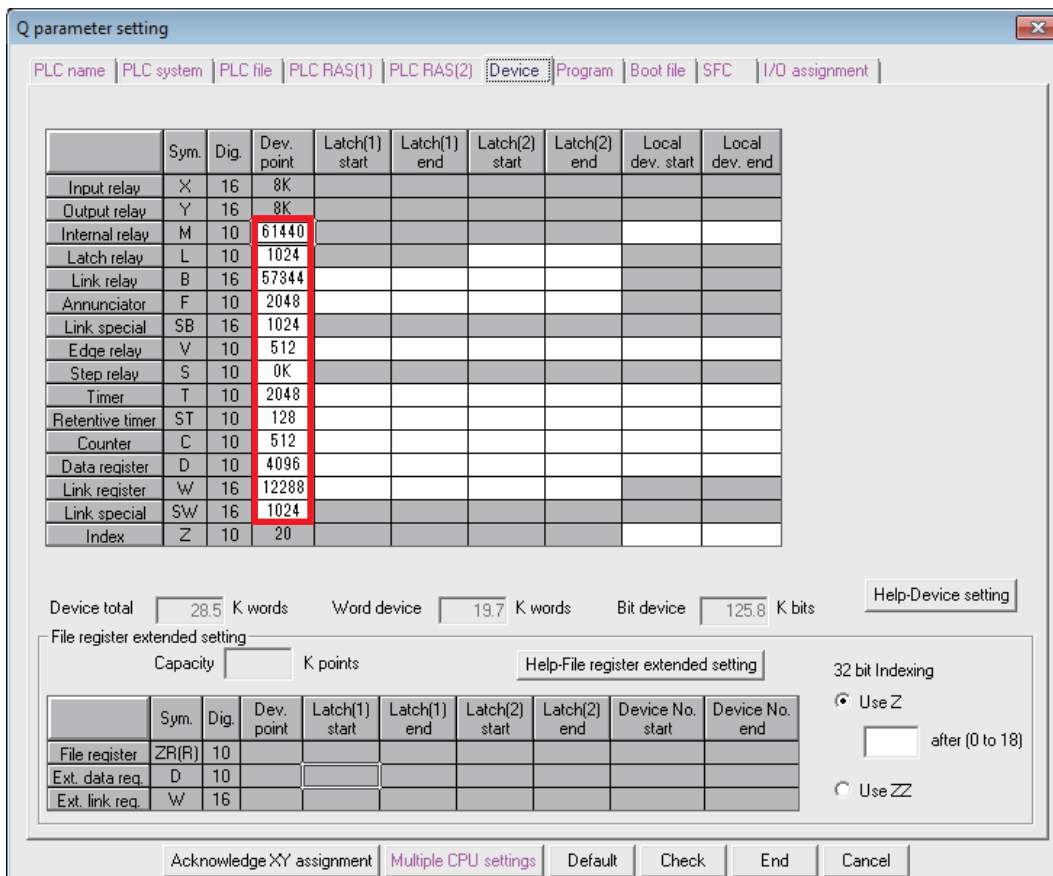 Q parameter setting
PLC name PLC system PLC file PLC RAS(1) PLC RAS(2) Device Program Boot file SFC I/O assignment
Sym. Dig. Dev. point Latch(1) start Latch(1) end Latch(2) start Latch(2) end Local dev. start Local dev. end
Input relay X 16 8K
Output relay Y 16 8K
Internal relay M 10 61440
Latch relay L 10 1024
Link relay B 16 57344
Annunciator F 10 2048
Link special SB 16 1024
Edge relay V 10 512
Step relay S 10 0K
Timer T 10 2048
Retentive timer ST 10 128
Counter C 10 512
Data register D 10 4096
Link register W 16 12288
Link special SW 16 1024
Index Z 10 20
Device total 28.5 K words Word device 19.7 K words Bit device 125.8 K bits
Help-Device setting
File register extended setting
Capacity K points Help-File register extended setting
32 bit Indexing
Use Z
after (0 to 18)
Use ZZ
Sym. Dig. Dev. point Latch(1) start Latch(1) end Latch(2) start Latch(2) end Device No. start Device No. end
File register ZR(R) 10
Ext. data reg. D 10
Ext. link reg. W 16
Acknowledge XY assignment Multiple CPU settings Default Check End Cancel